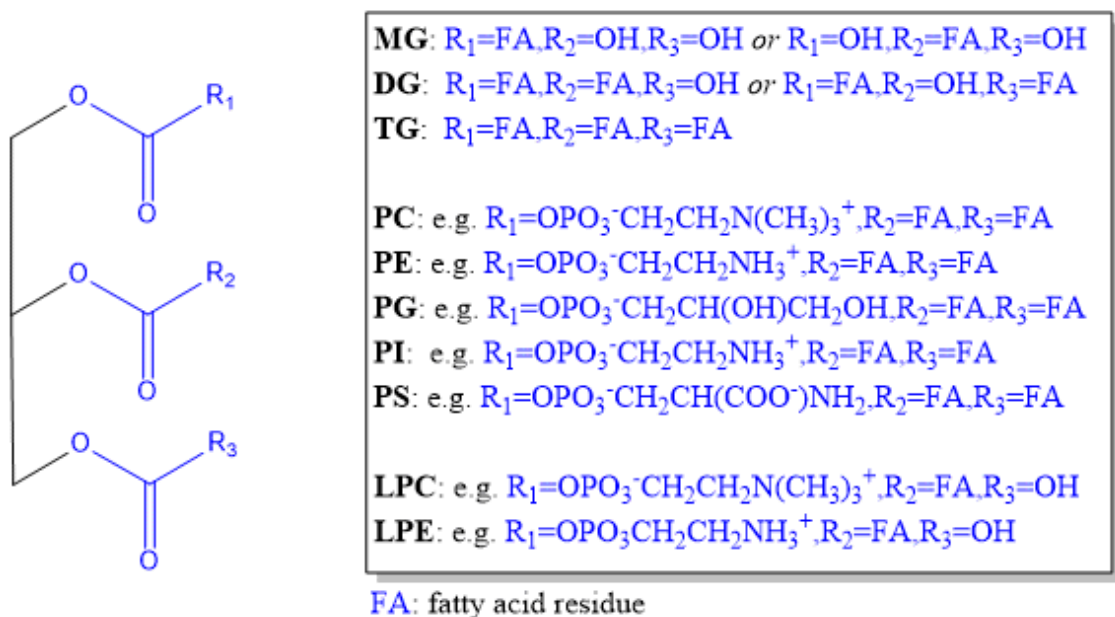 O
R₁
O
O
R₂
O
O
R₃
O
MG: R₁=FA,R₂=OH,R₃=OH or R₁=OH,R₂=FA,R₃=OH
DG: R₁=FA,R₂=FA,R₃=OH or R₁=FA,R₂=OH,R₃=FA
TG: R₁=FA,R₂=FA,R₃=FA
PC: e.g. R₁=OPO₃⁻CH₂CH₂N(CH₃)₃⁺,R₂=FA,R₃=FA
PE: e.g. R₁=OPO₃⁻CH₂CH₂NH₃⁺,R₂=FA,R₃=FA
PG: e.g. R₁=OPO₃⁻CH₂CH(OH)CH₂OH,R₂=FA,R₃=FA
PI: e.g. R₁=OPO₃⁻CH₂CH₂NH₃⁺,R₂=FA,R₃=FA
PS: e.g. R₁=OPO₃⁻CH₂CH(COO⁻)NH₂,R₂=FA,R₃=FA
LPC: e.g. R₁=OPO₃⁻CH₂CH₂N(CH₃)₃⁺,R₂=FA,R₃=OH
LPE: e.g. R₁=OPO₃CH₂CH₂NH₃⁺,R₂=FA,R₃=OH
FA: fatty acid residue